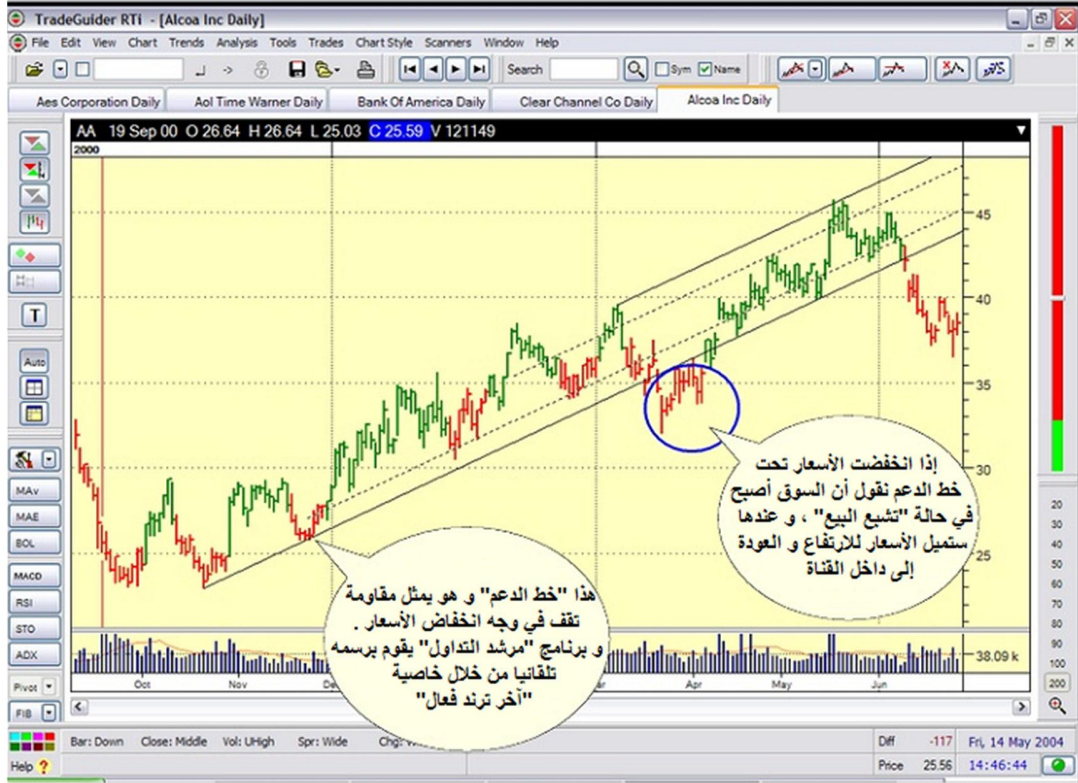 TradeGuider RTi - [Alcoa Inc Daily]
File Edit View Chart Trends Analysis Tools Trades Chart Style Scanners Window Help
Search Sym Name
Aes Corporation Daily Aol Time Warner Daily Bank Of America Daily Clear Channel Co Daily Alcoa Inc Daily
AA 19 Sep 00 O 26.64 H 26.64 L 25.03 C 25.59 V 121149
2000
45
40
35
30
25
38.09 k
T
Auto
MAv
MAE
BOL
MACD
RSI
STO
ADX
Pivot
FIB
20
30
40
50
60
70
80
90
100
200
إذا انخفضت الأسعار تحت
خط الدعم نقول أن السوق أصبح
في حالة "تشبع البيع" ، و عندها
ستميل الأسعار للارتفاع و العودة
إلى داخل القناة
هذا "خط الدعم" و هو يمثل مقاومة
تقف في وجه انخفاض الأسعار .
و برنامج "مرشد التداول" يقوم برسمه
تلقانيا من خلال خاصية
"آخر ترند فعال"
Oct Nov Apr May Jun
Bar: Down Close: Middle Vol: UHigh Spr: Wide Diff -117 Fri, 14 May 2004
Help Price 25.56 14:46:44